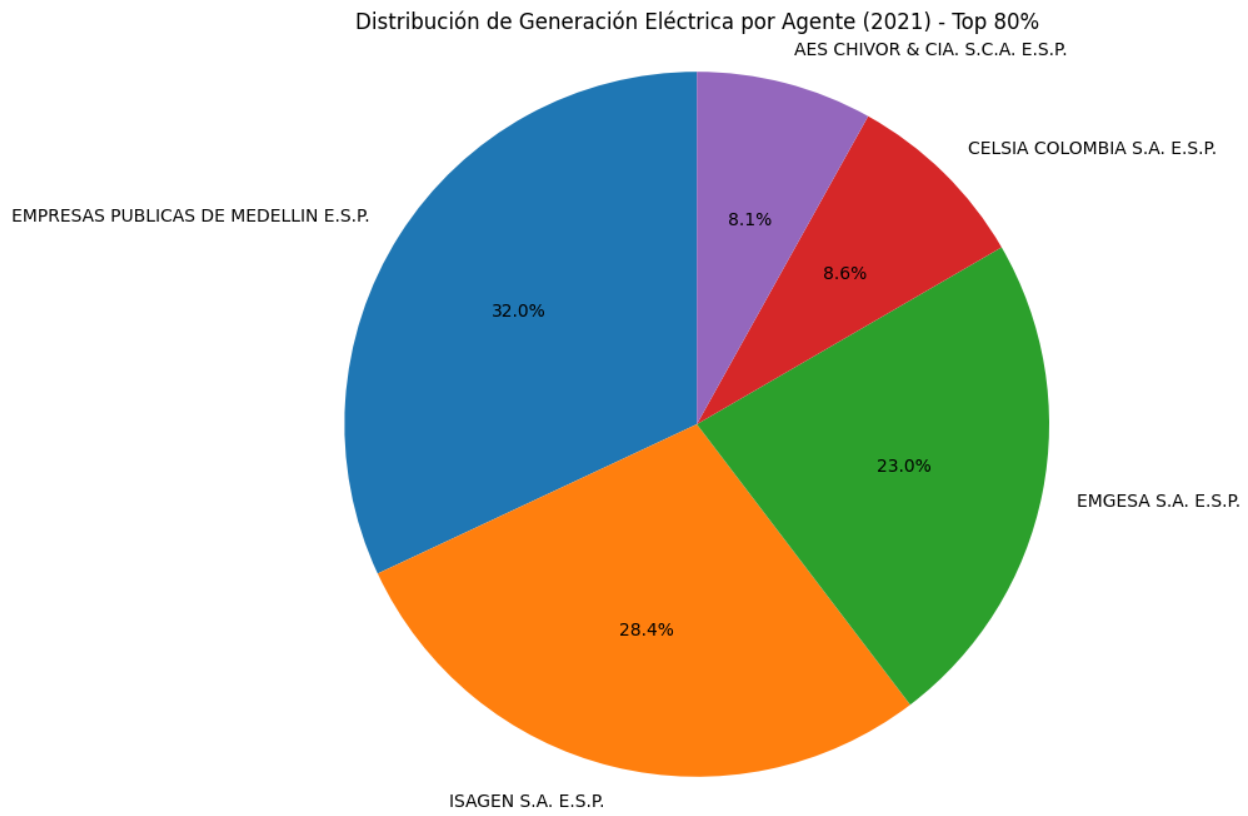 Distribución de Generación Eléctrica por Agente (2021) - Top 80%
AES CHIVOR & CIA. S.C.A. E.S.P.
CELSIA COLOMBIA S.A. E.S.P.
EMPRESAS PUBLICAS DE MEDELLIN E.S.P.
8.1%
8.6%
32.0%
23.0%
EMGESA S.A. E.S.P.
28.4%
ISAGEN S.A. E.S.P.